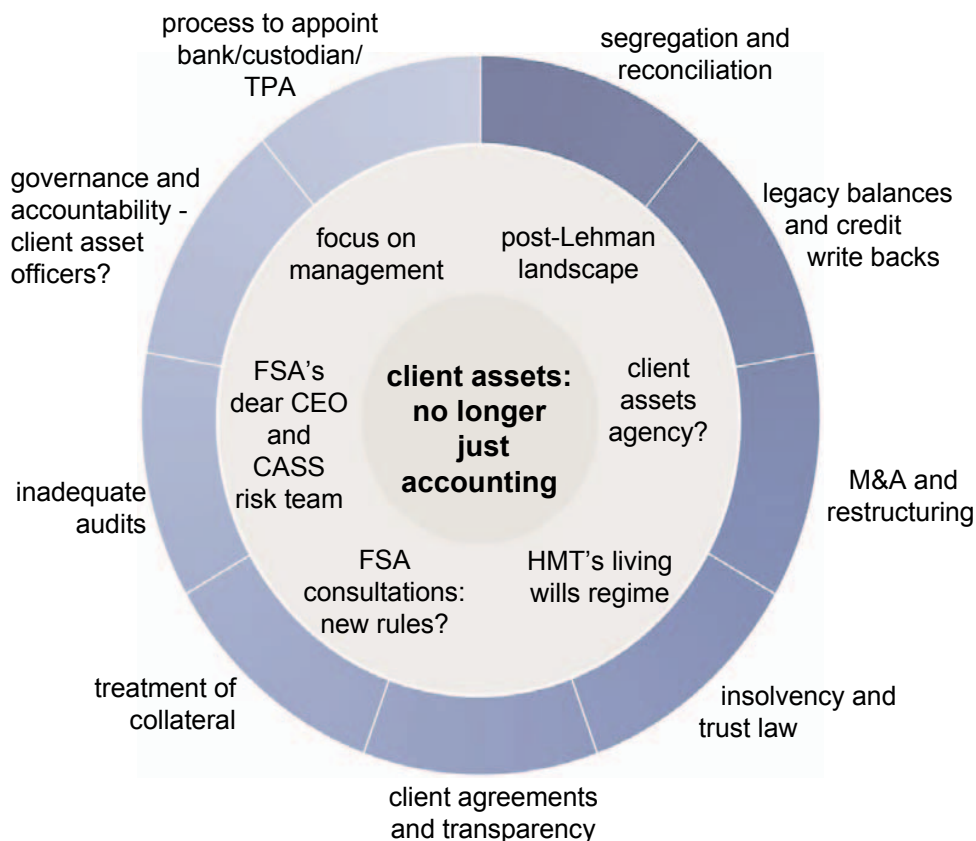 process to appoint
bank/custodian/
TPA
segregation and
reconciliation
governance and
accountability -
client asset
officers?
legacy balances
and credit
write backs
focus on
management
post-Lehman
landscape
FSA's
dear CEO
and
CASS
risk team
client assets:
no longer
just
accounting
client
assets
agency?
inadequate
audits
M&A and
restructuring
FSA
consultations:
new rules?
HMT's living
wills regime
treatment of
collateral
insolvency and
trust law
client agreements
and transparency